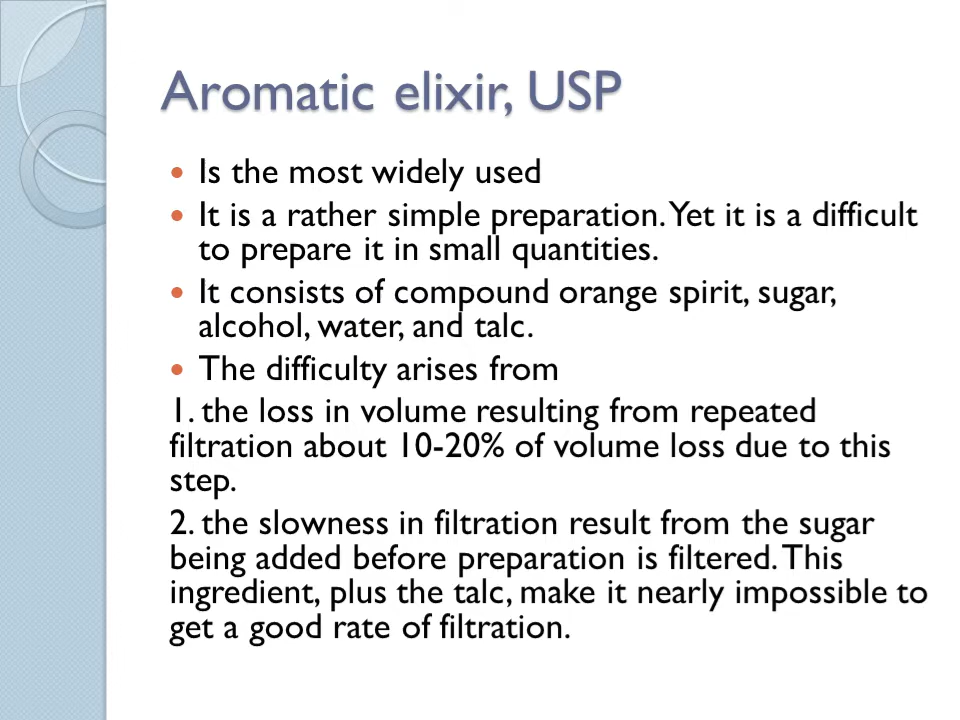 Aromatic elixir, USP
• Is the most widely used
• It is a rather simple preparation. Yet it is a difficult
to prepare it in small quantities.
• It consists of compound orange spirit, sugar,
alcohol, water, and talc.
• The difficulty arises from
1. the loss in volume resulting from repeated
filtration about 10-20% of volume loss due to this
step.
2. the slowness in filtration result from the sugar
being added before preparation is filtered. This
ingredient, plus the talc, make it nearly impossible to
get a good rate of filtration.